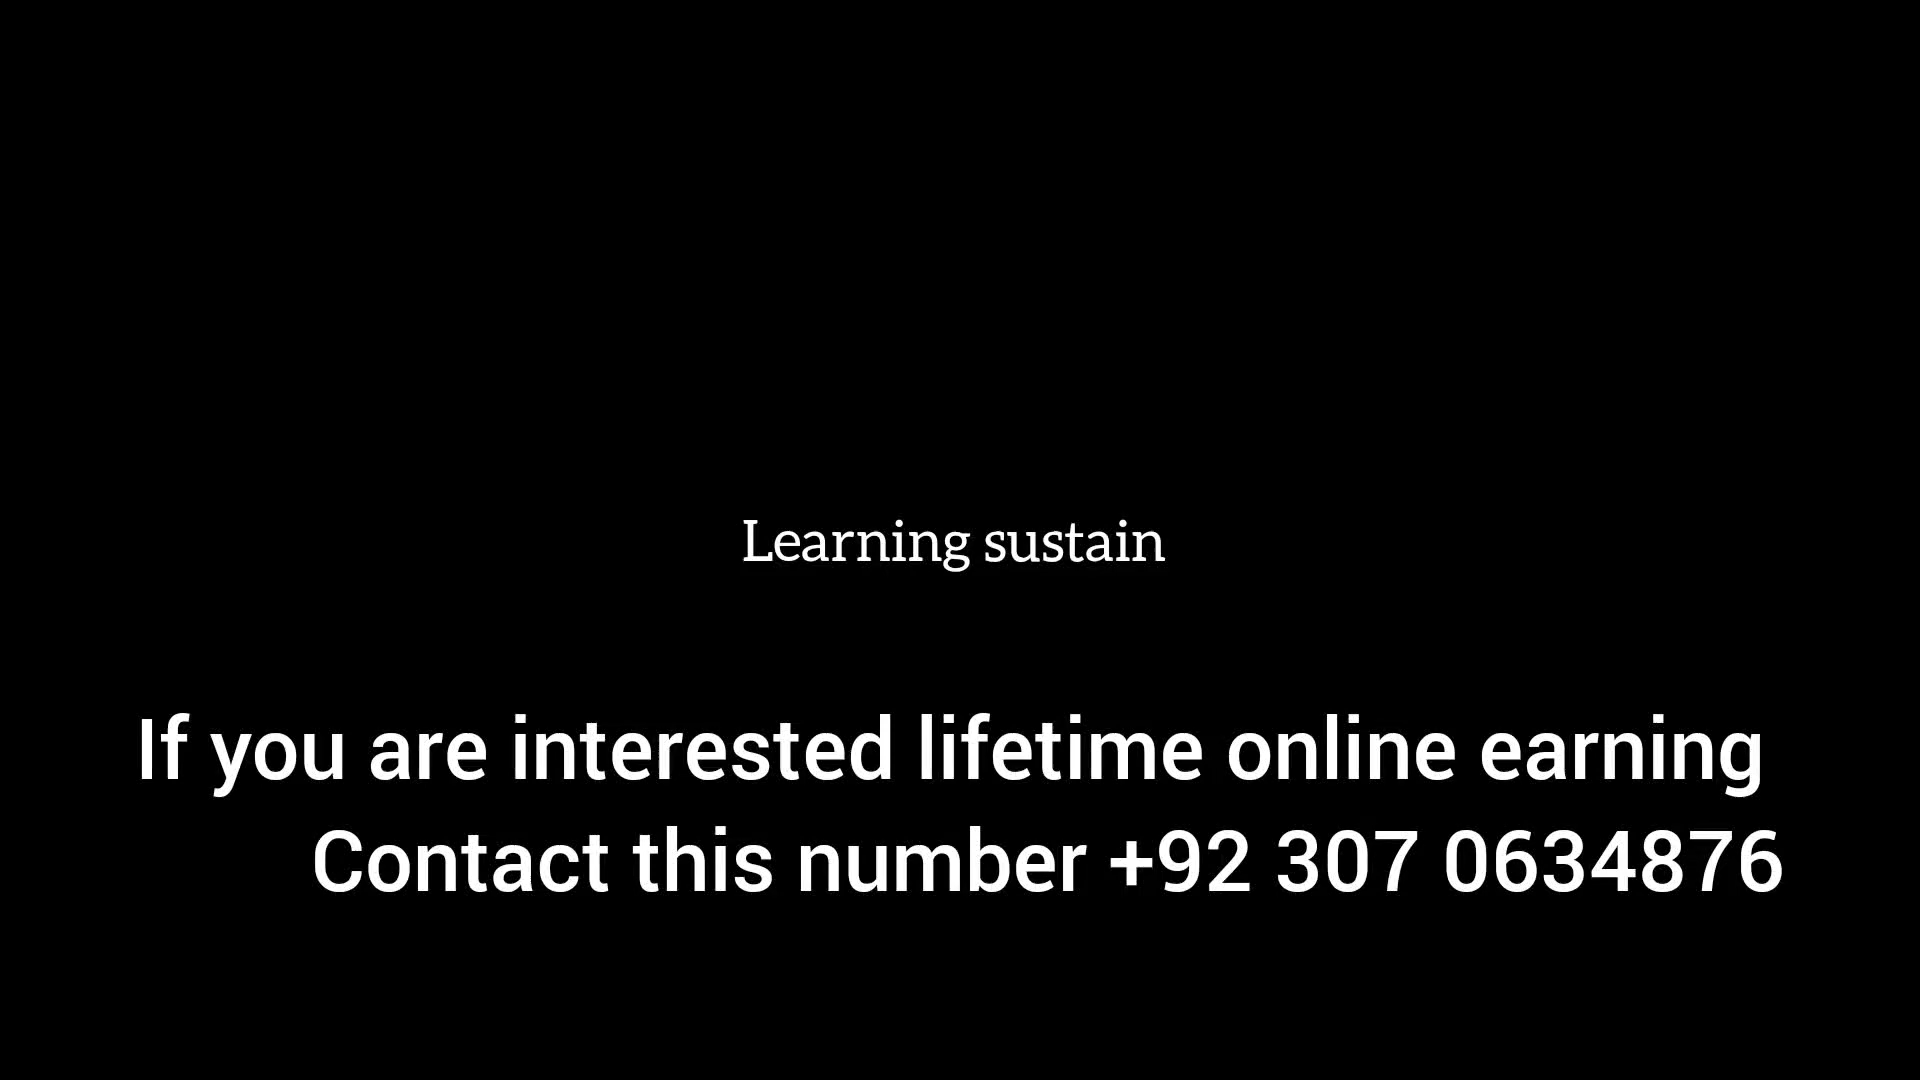 Learning sustain
If you are interested lifetime online earning
Contact this number +92 307 0634876